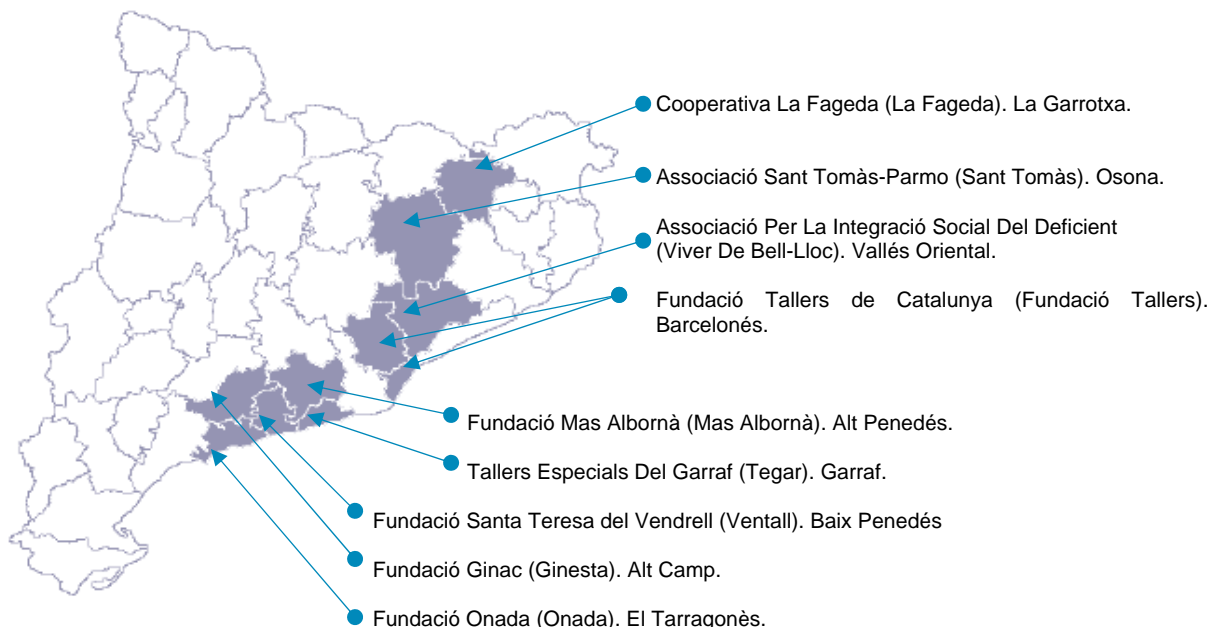 Cooperativa La Fageda (La Fageda). La Garrotxa.
Associació Sant Tomàs-Parmo (Sant Tomàs). Osona.
Associació Per La Integració Social Del Deficient
(Viver De Bell-Lloc). Vallés Oriental.
Fundació Tallers de Catalunya (Fundació Tallers).
Barcelonés.
Fundació Mas Albornà (Mas Albornà). Alt Penedés.
Tallers Especials Del Garraf (Tegar). Garraf.
Fundació Santa Teresa del Vendrell (Ventall). Baix Penedés
Fundació Ginac (Ginesta). Alt Camp.
Fundació Onada (Onada). El Tarragonès.